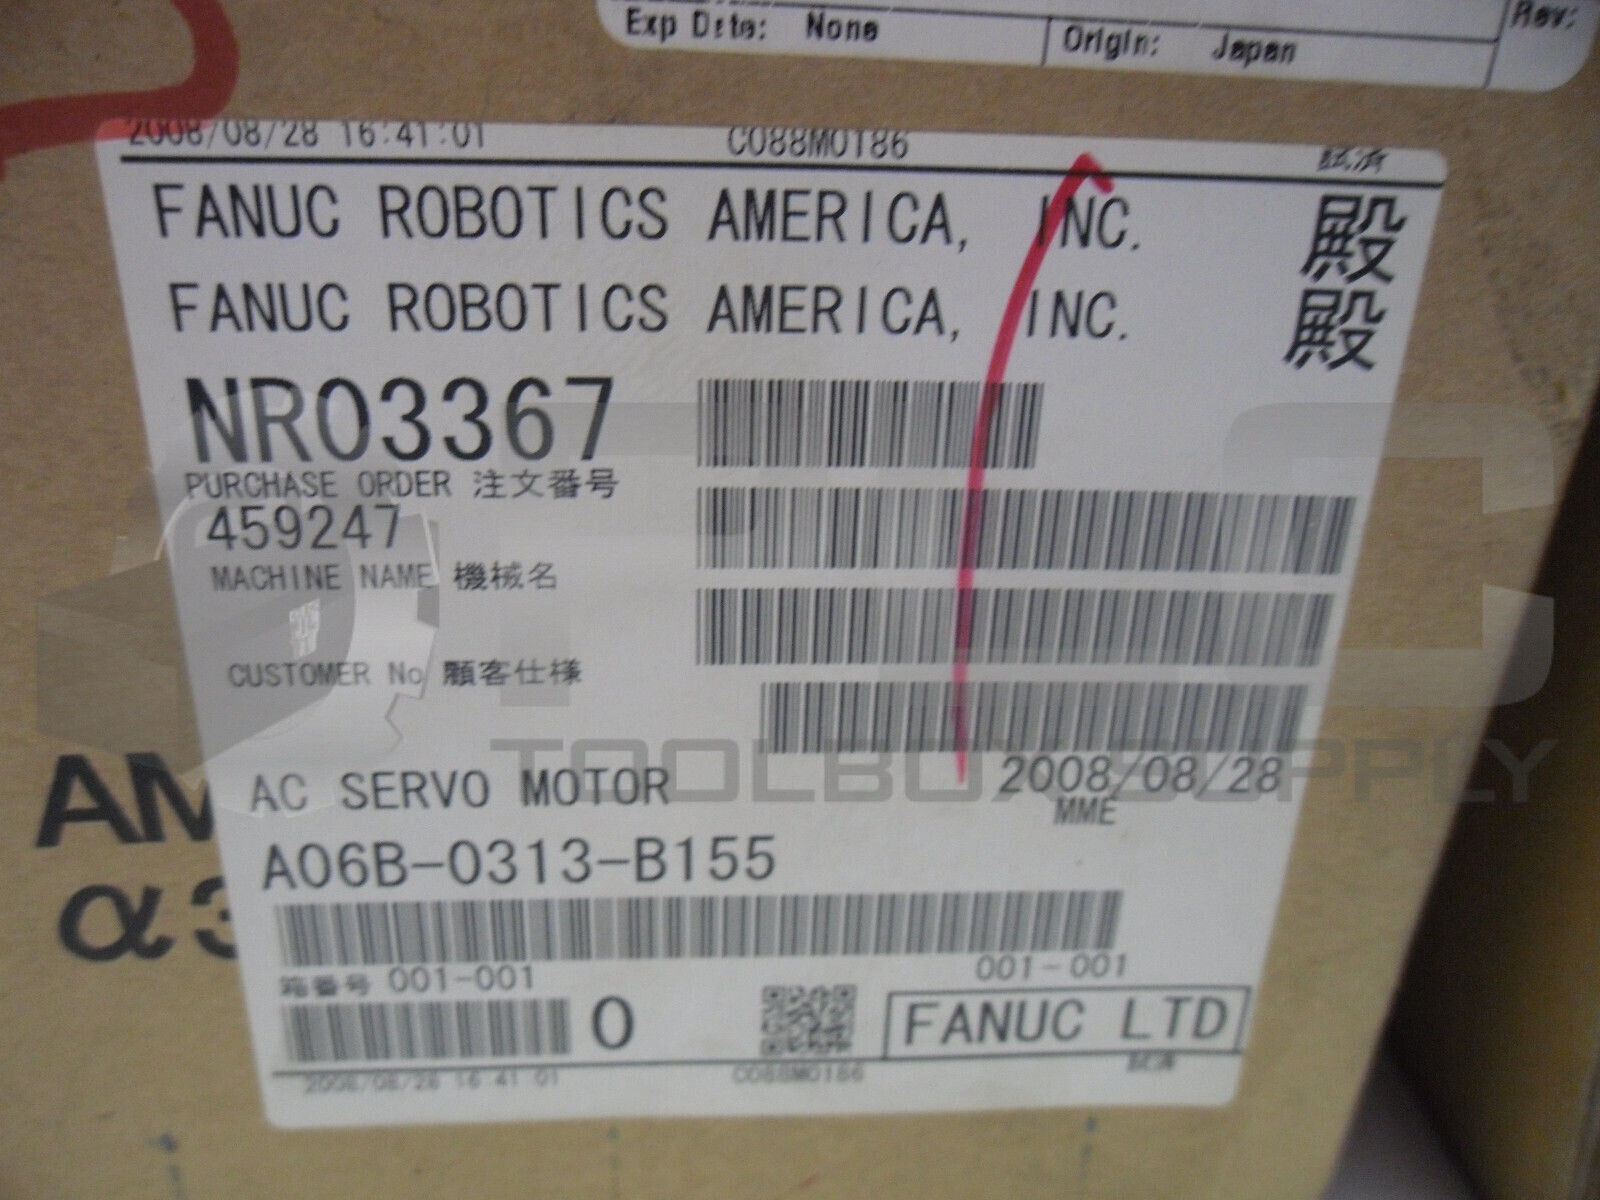 Exp Date: None Origin: Japan Rev:
2008/08/28 16:41:01 C088M0186 試済
FANUC ROBOTICS AMERICA, INC. 殿
FANUC ROBOTICS AMERICA, INC. 殿
NR03367
PURCHASE ORDER 注文番号
459247
MACHINE NAME 機械名
CUSTOMER No 顧客仕様
TOOLBOX SUPPLY
AC SERVO MOTOR 2008/08/28
MME
A06B-0313-B155
AM
α3
箱番号 001-001 001-001
0 FANUC LTD
2008/08/28 16:41:01 C088M0186 試済